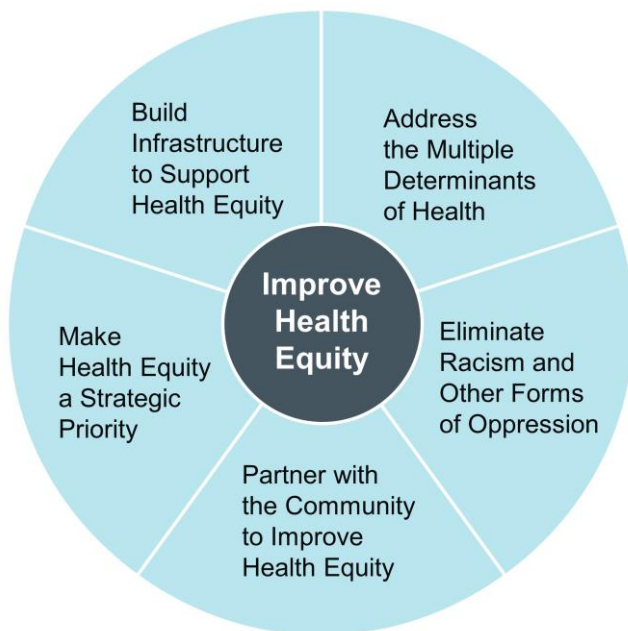 Build
Infrastructure
to Support
Health Equity
Address
the Multiple
Determinants
of Health
Improve
Health
Equity
Make
Health Equity
a Strategic
Priority
Eliminate
Racism and
Other Forms
of Oppression
Partner with
the Community
to Improve
Health Equity